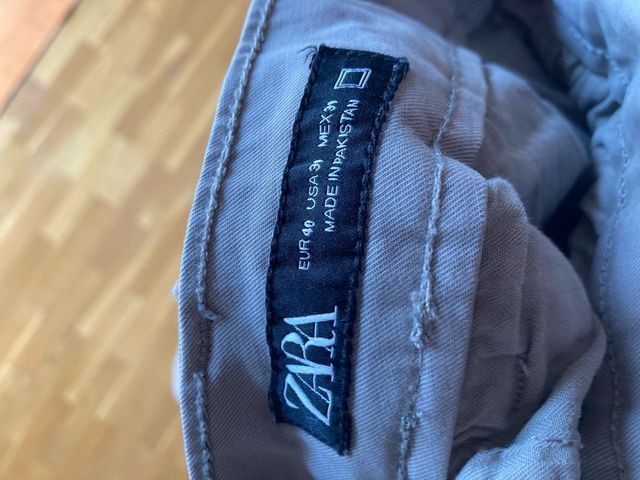 ZARA
EUR 40 USA 31 MEX 31
MADE IN PAKISTAN